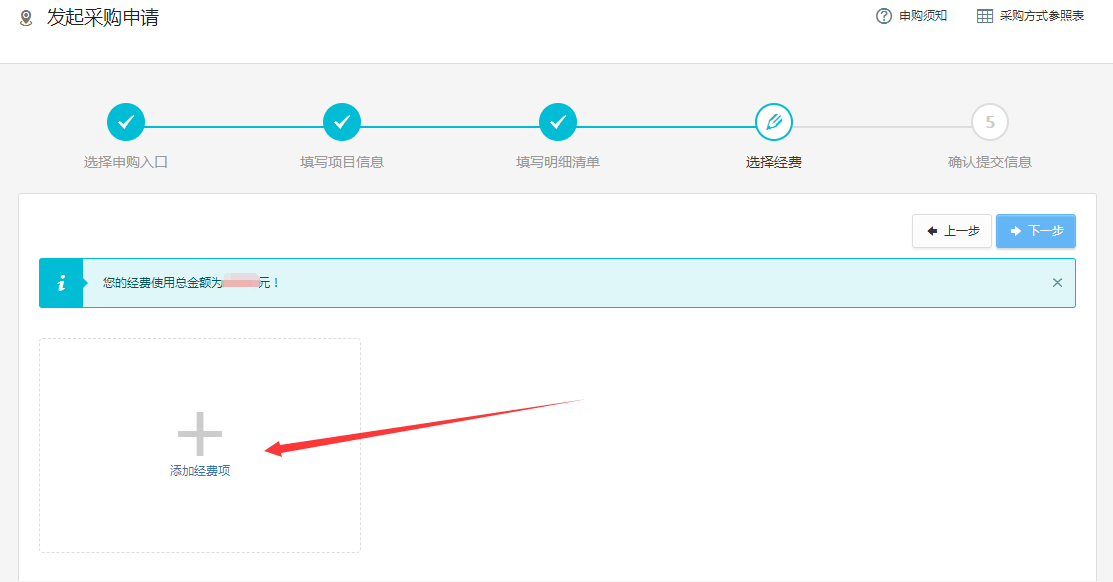 发起采购申请
申购须知
采购方式参照表
5
选择申购入口
填写项目信息
填写明细清单
选择经费
确认提交信息
上一步
下一步
您的经费使用总金额为元！
添加经费项